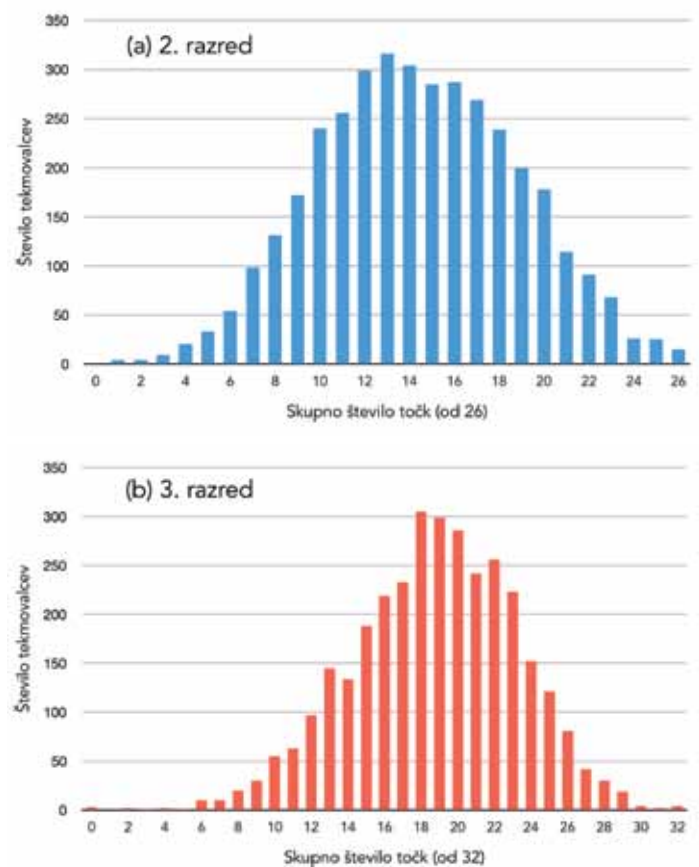 (a) 2. razred
350
300
250
200
150
100
50
0
Število tekmovalcev
0 2 4 6 8 10 12 14 16 18 20 22 24 26
Skupno število točk (od 26)
(b) 3. razred
350
300
250
200
150
100
50
0
Število tekmovalcev
0 2 4 6 8 10 12 14 16 18 20 22 24 26 28 30 32
Skupno število točk (od 32)